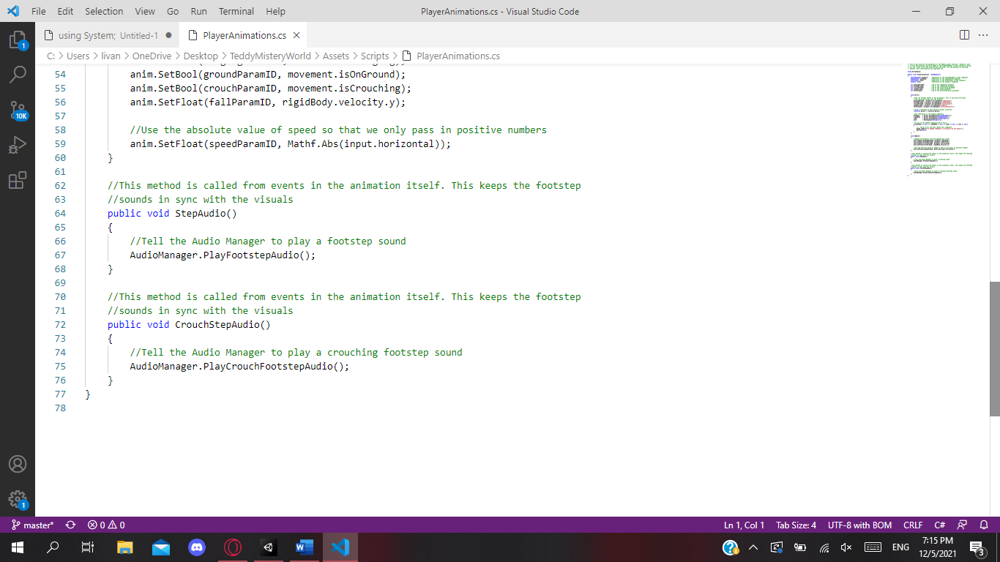 File Edit Selection View Go Run Terminal Help PlayerAnimations.cs - Visual Studio Code
using System; Untitled-1 PlayerAnimations.cs
C: > Users > livan > OneDrive > Desktop > TeddyMisteryWorld > Assets > Scripts > PlayerAnimations.cs
54 anim.SetBool(groundParamID, movement.isOnGround);
55 anim.SetBool(crouchParamID, movement.isCrouching);
56 anim.SetFloat(fallParamID, rigidBody.velocity.y);
57
58 //Use the absolute value of speed so that we only pass in positive numbers
59 anim.SetFloat(speedParamID, Mathf.Abs(input.horizontal));
60 }
61
62 //This method is called from events in the animation itself. This keeps the footstep
63 //sounds in sync with the visuals
64 public void StepAudio()
65 {
66 //Tell the Audio Manager to play a footstep sound
67 AudioManager.PlayFootstepAudio();
68 }
69
70 //This method is called from events in the animation itself. This keeps the footstep
71 //sounds in sync with the visuals
72 public void CrouchStepAudio()
73 {
74 //Tell the Audio Manager to play a crouching footstep sound
75 AudioManager.PlayCrouchFootstepAudio();
76 }
77 }
78
1
10K
1
master* 0 0 Ln 1, Col 1 Tab Size: 4 UTF-8 with BOM CRLF C#
ENG 7:15 PM
12/5/2021 3